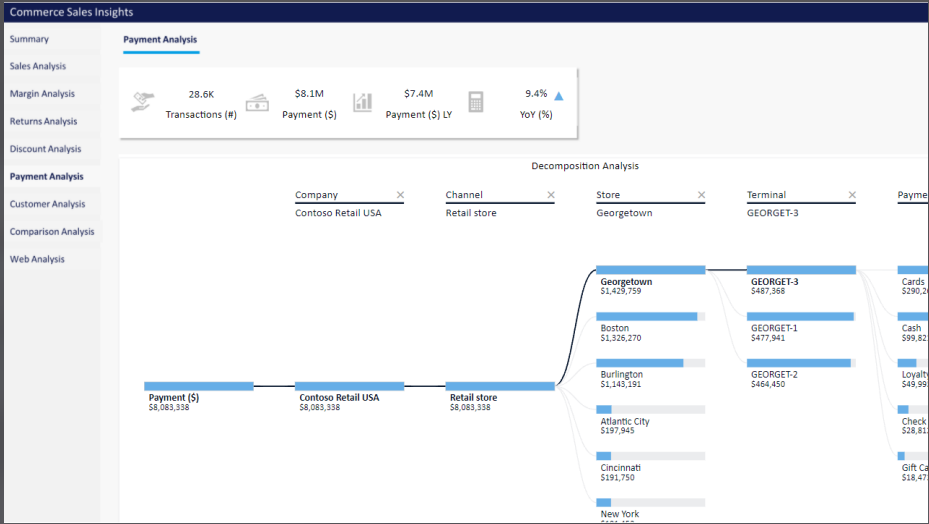 Commerce Sales Insights
Summary
Sales Analysis
Margin Analysis
Returns Analysis
Discount Analysis
Payment Analysis
Customer Analysis
Comparison Analysis
Web Analysis
Payment Analysis
28.6K
Transactions (#)
$8.1M
Payment ($)
$7.4M
Payment ($) LY
9.4%
YoY (%)
Decomposition Analysis
Company
Contoso Retail USA
Channel
Retail store
Store
Georgetown
Terminal
GEORGET-3
Payme
Payment ($)
$8,083,338
Contoso Retail USA
$8,083,338
Retail store
$8,083,338
Georgetown
$1,429,759
Boston
$1,326,270
Burlington
$1,143,191
Atlantic City
$197,945
Cincinnati
$191,750
New York
GEORGET-3
$487,368
GEORGET-1
$477,941
GEORGET-2
$464,450
Cards
$290,2
Cash
$99,82
Loyalty
$49,99
Check
$28,81
Gift Ca
$18,47